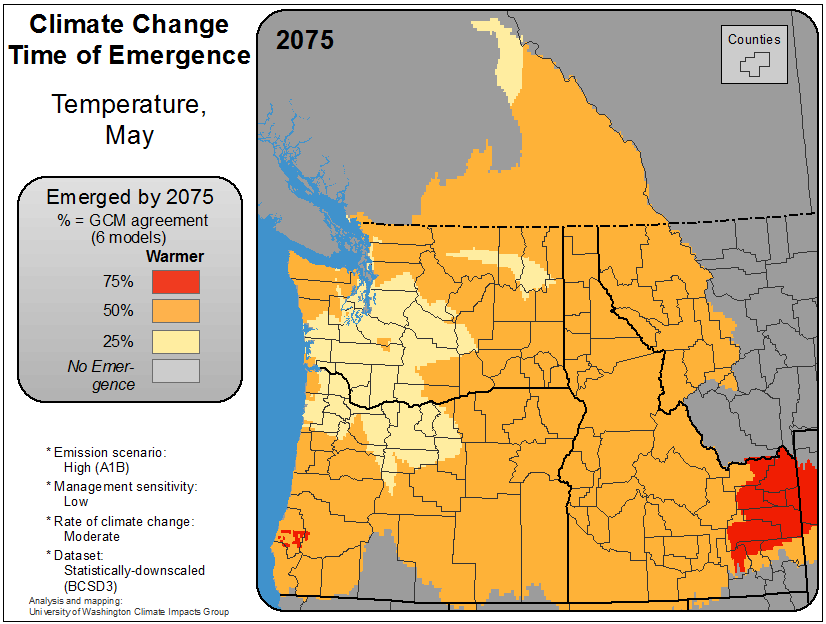 Climate Change
Time of Emergence
Temperature,
May
Emerged by 2075
% = GCM agreement
(6 models)
Warmer
75%
50%
25%
No Emer-
gence
* Emission scenario:
High (A1B)
* Management sensitivity:
Low
* Rate of climate change:
Moderate
* Dataset:
Statistically-downscaled
(BCSD3)
Analysis and mapping:
University of Washington Climate Impacts Group
2075
Counties